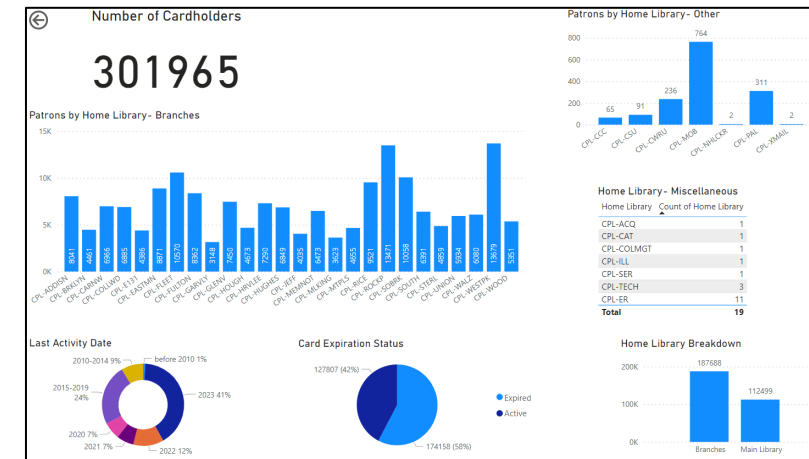 Number of Cardholders
301965
Patrons by Home Library- Branches
15K
10K
5K
0K
8041
4461
6966
6885
4386
8871
10570
8362
3148
7450
4673
7290
6849
4035
6473
3623
4655
9521
13471
10058
6391
4859
5934
6080
13679
5351
CPL-ADDISN
CPL-BRKLYN
CPL-CARNW
CPL-COLLWD
CPL-E131
CPL-EASTMN
CPL-FLEET
CPL-FULTON
CPL-GARVLY
CPL-GLENV
CPL-HOUGH
CPL-HRVLEE
CPL-HUGHES
CPL-JEFF
CPL-MEMNOT
CPL-MLKING
CPL-MTPLS
CPL-RICE
CPL-ROCKP
CPL-SOBRK
CPL-SOUTH
CPL-STERL
CPL-UNION
CPL-WALZ
CPL-WESTPK
CPL-WOOD
Patrons by Home Library- Other
800
600
400
200
0
65
91
236
764
2
311
2
CPL-CCC
CPL-CSU
CPL-CWRU
CPL-MOB
CPL-NHLCKR
CPL-PAL
CPL-XMAIL
Home Library- Miscellaneous
Home Library Count of Home Library
CPL-ACQ 1
CPL-CAT 1
CPL-COLMGT 1
CPL-ILL 1
CPL-SER 1
CPL-TECH 3
CPL-ER 11
Total 19
Last Activity Date
before 2010 1%
2010-2014 9%
2015-2019
24%
2020 7%
2021 7%
2022 12%
2023 41%
Card Expiration Status
127807 (42%)
174158 (58%)
Expired
Active
Home Library Breakdown
200K
100K
0K
187688
112499
Branches
Main Library